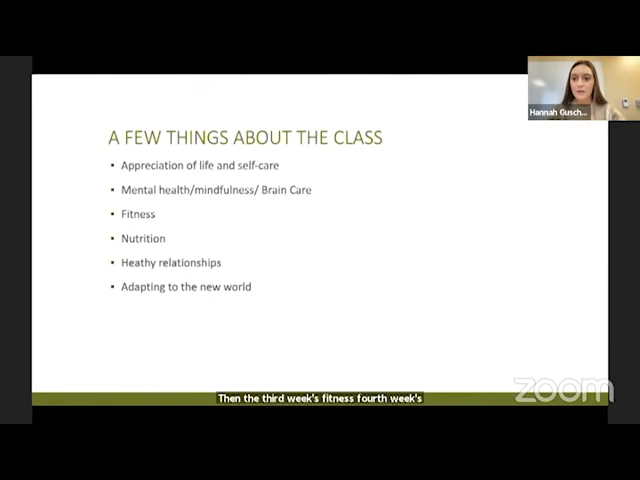 Hannah Gusch...
A FEW THINGS ABOUT THE CLASS
▪ Appreciation of life and self-care
▪ Mental health/mindfulness/ Brain Care
▪ Fitness
▪ Nutrition
▪ Heathy relationships
▪ Adapting to the new world
Then the third week's fitness fourth week's
zoom